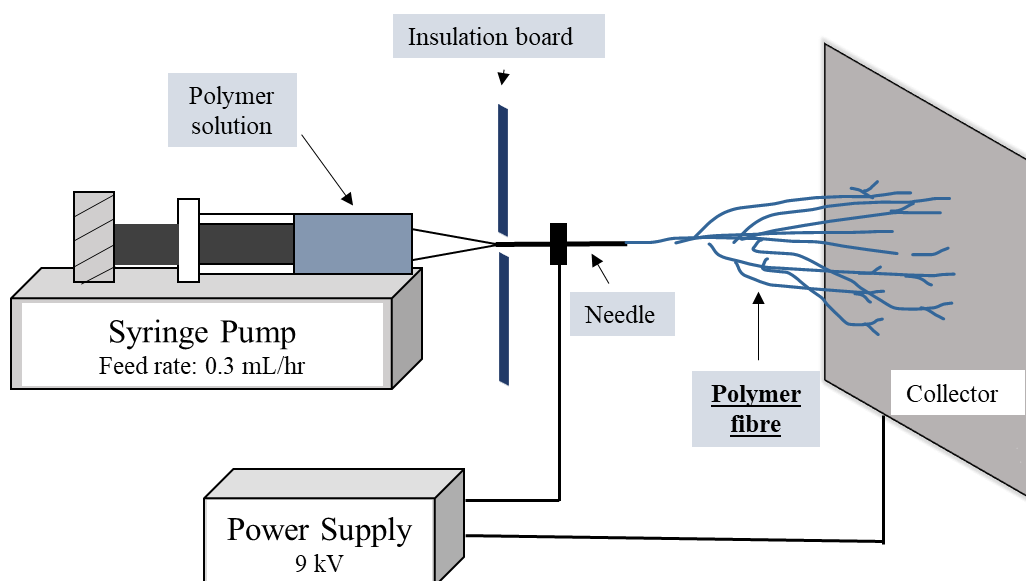 Insulation board
Polymer
solution
Needle
Syringe Pump
Feed rate: 0.3 mL/hr
Polymer
fibre
Collector
Power Supply
9 kV